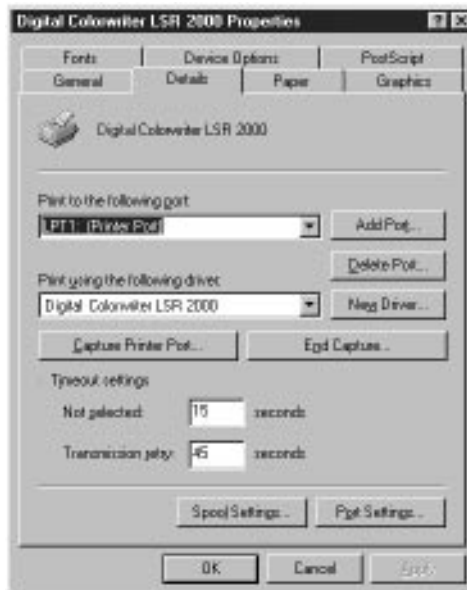 Digital Colorwriter LSR 2000 Properties
Fonts Device Options PostScript
General Details Paper Graphics
Digital Colorwriter LSR 2000
Print to the following port:
LPT1: (Printer Port) Add Port...
Delete Port...
Print using the following driver:
Digital Colorwriter LSR 2000 New Driver...
Capture Printer Port... End Capture...
Timeout settings
Not selected: 15 seconds
Transmission retry: 45 seconds
Spool Settings... Port Settings...
OK Cancel Apply